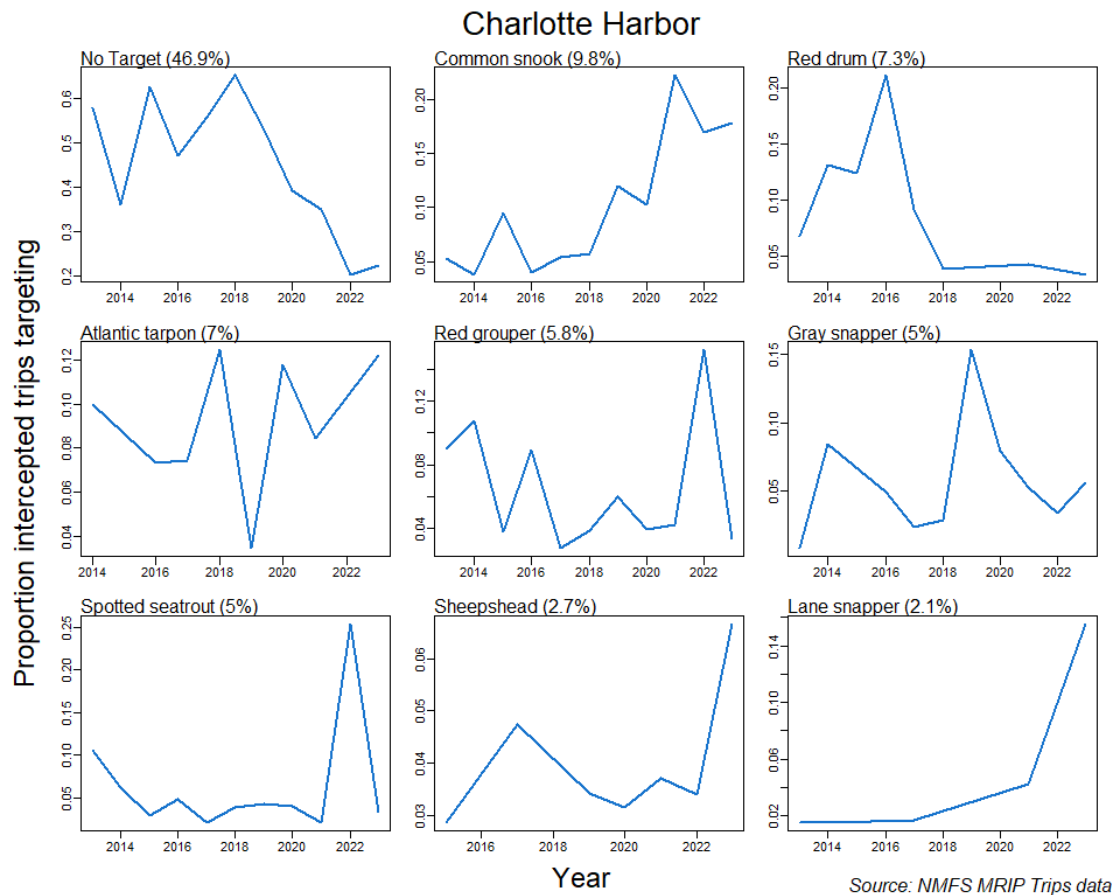 Charlotte Harbor
Proportion intercepted trips targeting
No Target (46.9%)
0.2 0.3 0.4 0.5 0.6
2014 2016 2018 2020 2022
Common snook (9.8%)
0.05 0.10 0.15 0.20
2014 2016 2018 2020 2022
Red drum (7.3%)
0.05 0.10 0.15 0.20
2014 2016 2018 2020 2022
Atlantic tarpon (7%)
0.04 0.06 0.08 0.10 0.12
2014 2016 2018 2020 2022
Red grouper (5.8%)
0.04 0.08 0.12
2014 2016 2018 2020 2022
Gray snapper (5%)
0.05 0.10 0.15
2014 2016 2018 2020 2022
Spotted seatrout (5%)
0.05 0.10 0.15 0.20 0.25
2014 2016 2018 2020 2022
Sheepshead (2.7%)
0.03 0.04 0.05 0.06
2016 2018 2020 2022
Lane snapper (2.1%)
0.02 0.06 0.10 0.14
2014 2016 2018 2020 2022
Year
Source: NMFS MRIP Trips data